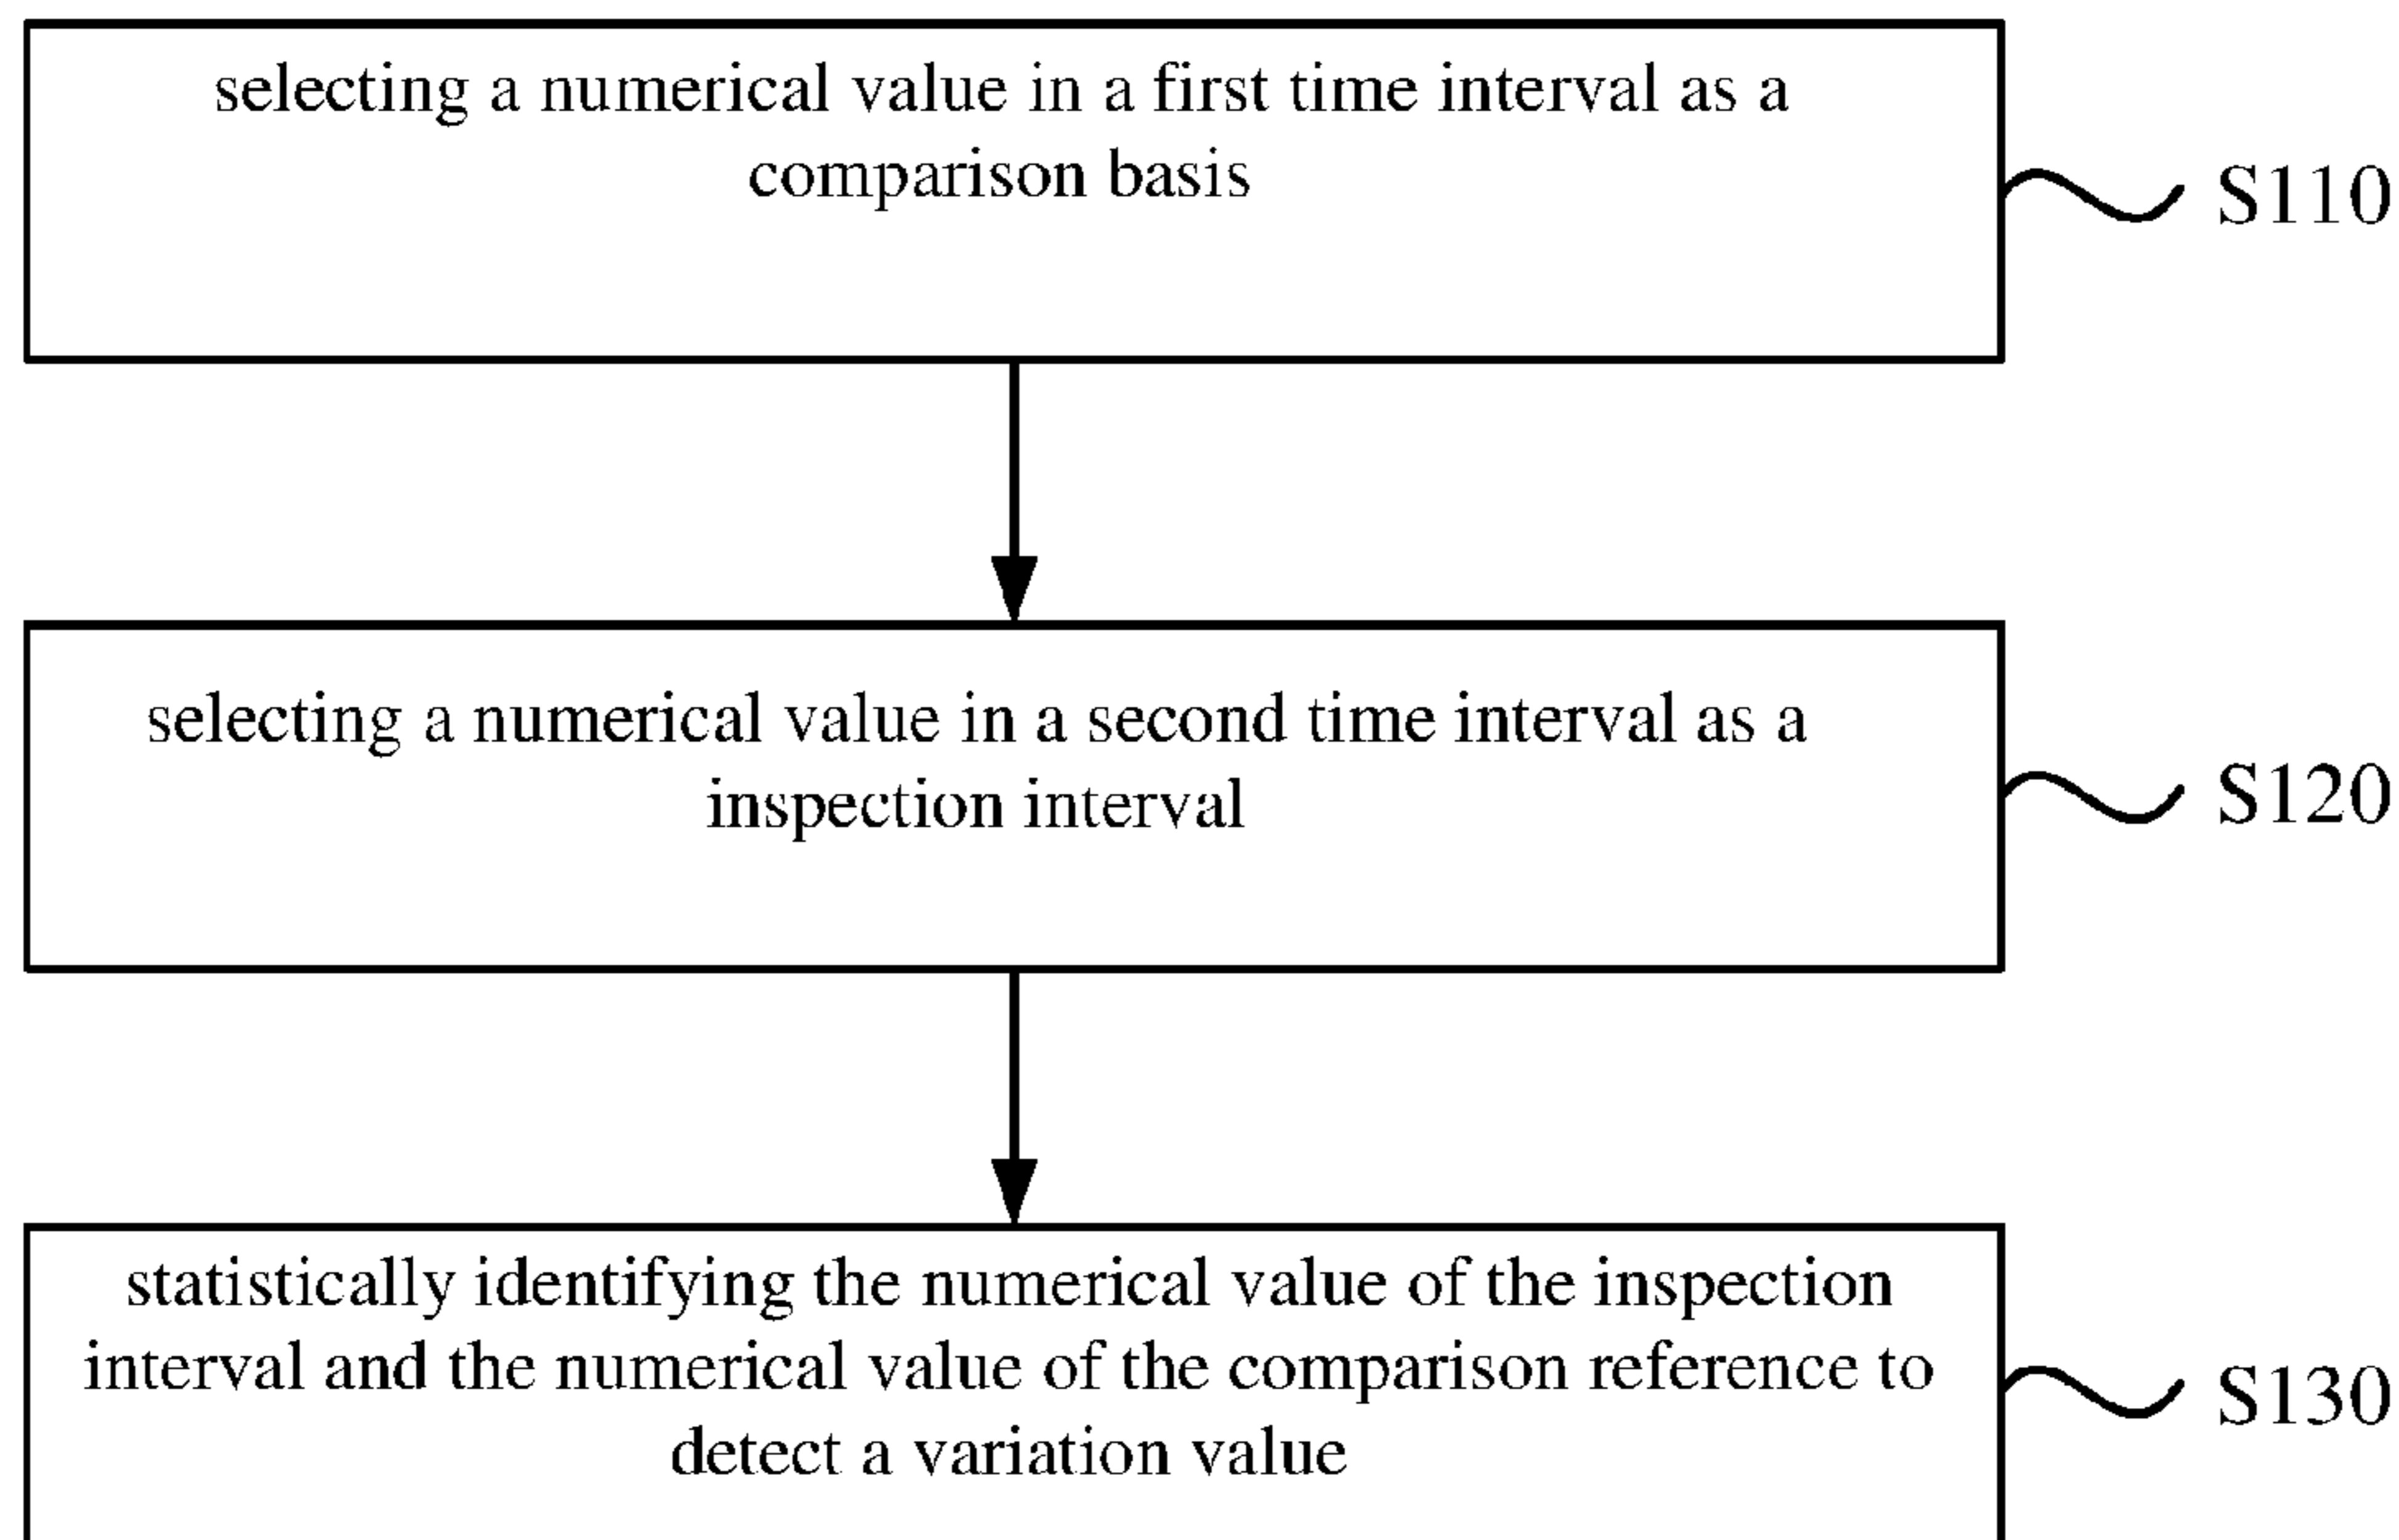 selecting a numerical value in a first time interval as a
comparison basis
S110
selecting a numerical value in a second time interval as a
inspection interval
S120
statistically identifying the numerical value of the inspection
interval and the numerical value of the comparison reference to
detect a variation value
S130